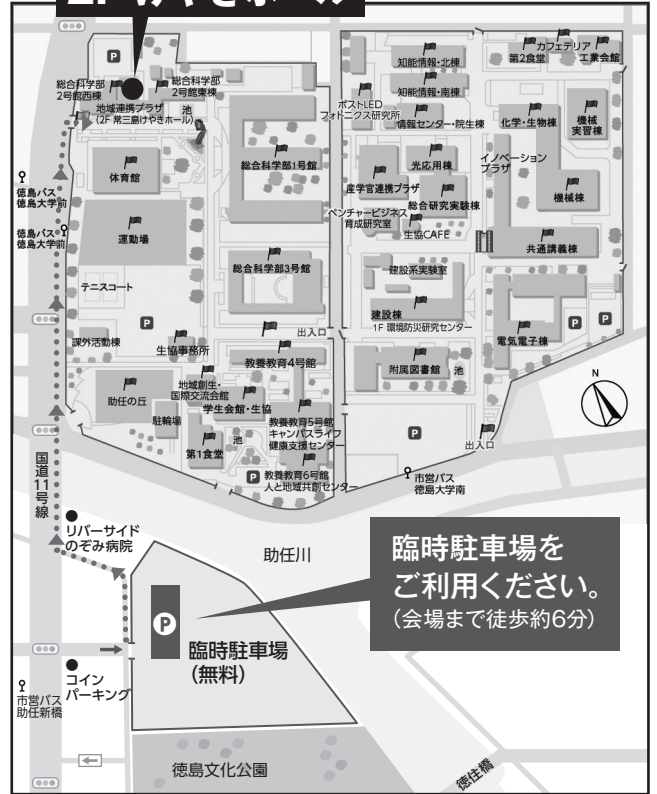 2F けやきホール
P
総合科学部
2号館西棟
総合科学部
2号館東棟
地域連携プラザ
(2F 常三島けやきホール)
池
徳島バス
徳島大学前
徳島バス
徳島大学前
体育館
運動場
総合科学部1号館
総合科学部3号館
テニスコート
P
課外活動棟
生協事務所
出入口
教養教育4号館
助任の丘
地域創生・
国際交流会館
学生会館・生協
駐輪場
第1食堂
池
教養教育5号館
キャンパスライフ
健康支援センター
P
教養教育6号館
人と地域共創センター
知能情報・北棟
知能情報・南棟
ポストLED
フォトニクス研究所
情報センター・院生棟
カフェテリア
第2食堂
工業会館
化学・生物棟
機械
実習棟
イノベーション
プラザ
光応用棟
産学官連携プラザ
総合研究実験棟
ベンチャービジネス
育成研究室
生協CAFE
機械棟
共通講義棟
建設系実験室
建設棟
1F 環境防災研究センター
電気電子棟
P
P
附属図書館
池
N
P
出入口
市営バス
徳島大学南
国道11号線
リバーサイド
のぞみ病院
助任川
臨時駐車場を
ご利用ください。
(会場まで徒歩約6分)
P
臨時駐車場
(無料)
コイン
パーキング
市営バス
助任新橋
徳島文化公園
徳住橋